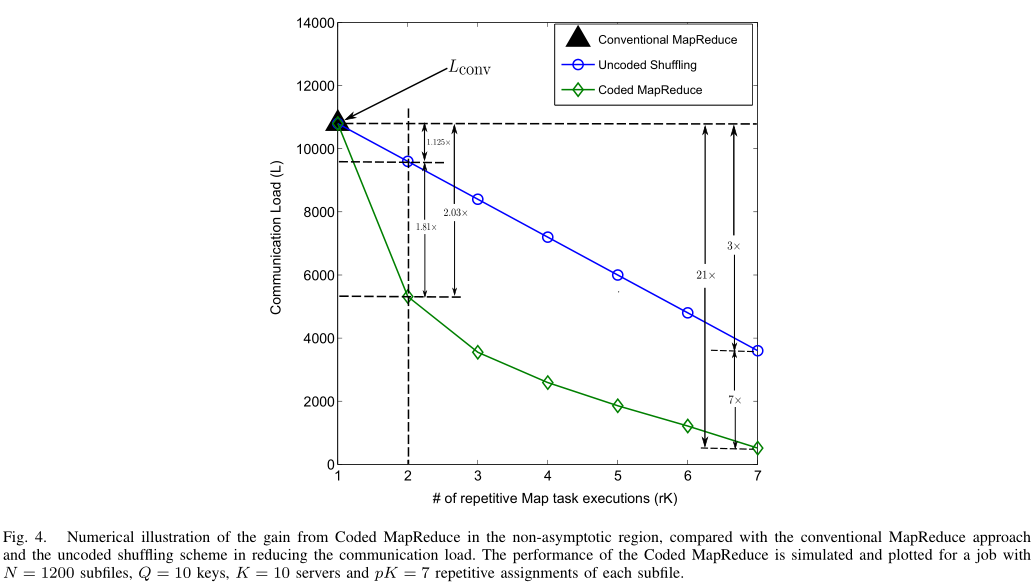 14000
12000
10000
8000
6000
4000
2000
0
1 2 3 4 5 6 7
Communication Load (L)
# of repetitive Map task executions (rK)
Conventional MapReduce
Uncoded Shuffling
Coded MapReduce
Lconv
1.125×
2.03×
1.81×
3×
21×
7×
Fig. 4. Numerical illustration of the gain from Coded MapReduce in the non-asymptotic region, compared with the conventional MapReduce approach
and the uncoded shuffling scheme in reducing the communication load. The performance of the Coded MapReduce is simulated and plotted for a job with
N = 1200 subfiles, Q = 10 keys, K = 10 servers and pK = 7 repetitive assignments of each subfile.